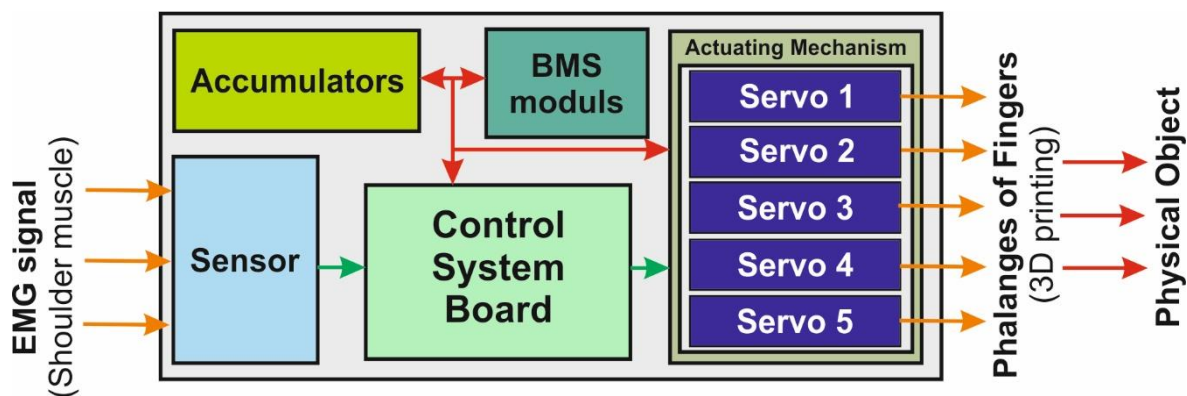 EMG signal
(Shoulder muscle)
Accumulators
BMS
moduls
Sensor
Control
System
Board
Actuating Mechanism
Servo 1
Servo 2
Servo 3
Servo 4
Servo 5
Phalanges of Fingers
(3D printing)
Physical Object